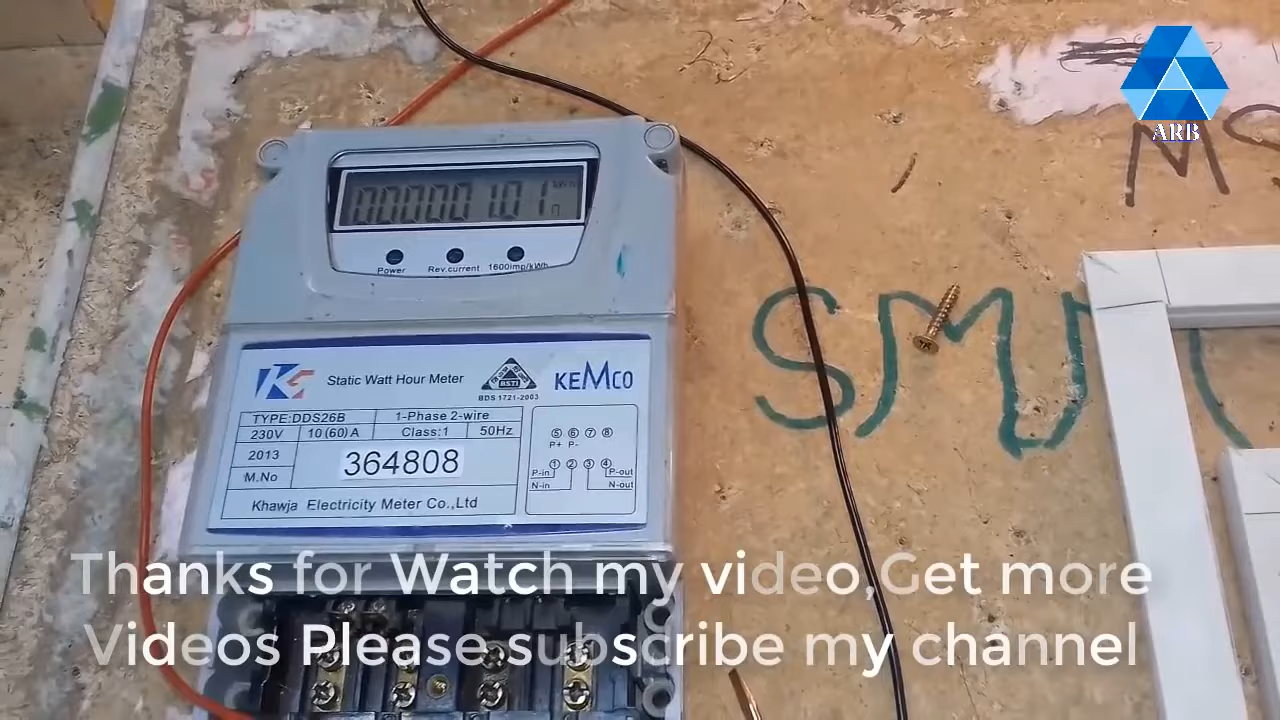 ARB
MS
000001.01
kWh
Power
Rev.current
1600imp/kWh
SMU
Static Watt Hour Meter
BSTI
BDS 1721-2003
KEMCO
TYPE:DDS26B
1-Phase 2-wire
230V
10(60)A
Class:1
50Hz
2013
M.No
364808
Khawja Electricity Meter Co.,Ltd
5 6 7 8
P+ P-
1 2 3 4
P-in
P-out
N-in
N-out
Thanks for Watch my video,Get more
Videos Please subscribe my channel